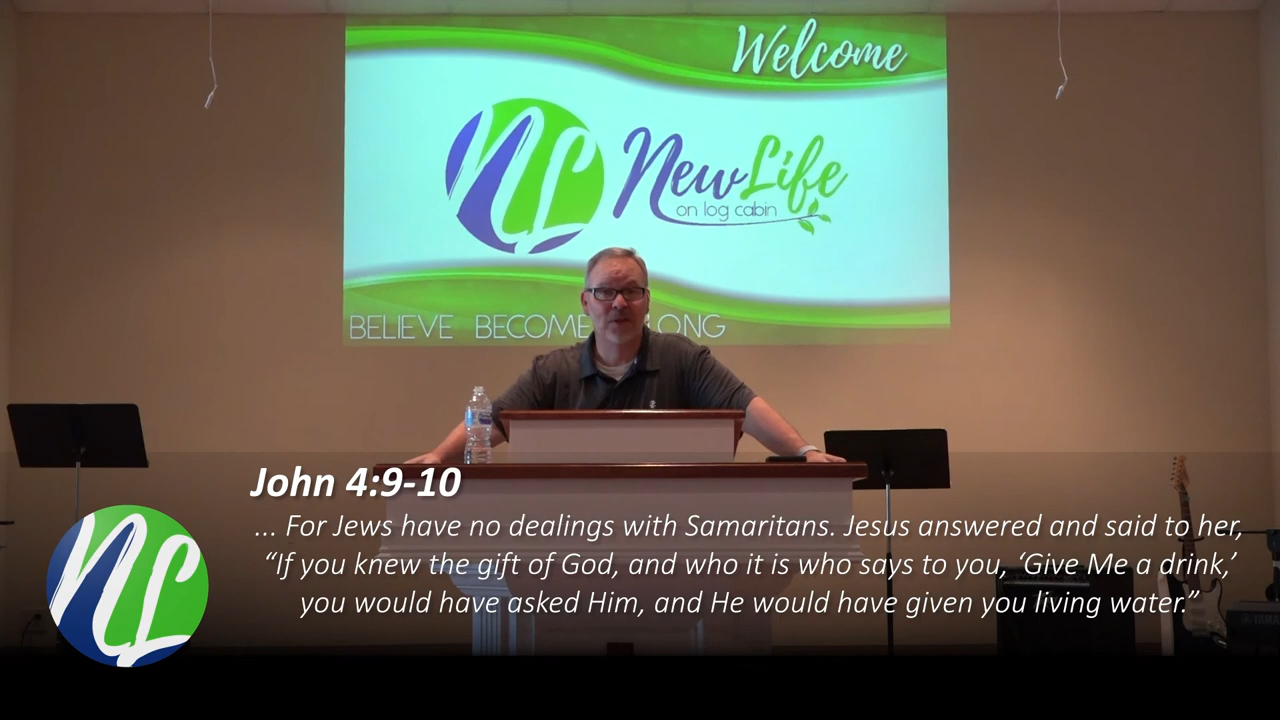 Welcome
NL
NewLife
on log cabin
BELIEVE BECOME
John 4:9-10
... For Jews have no dealings with Samaritans. Jesus answered and said to her,
“If you knew the gift of God, and who it is who says to you, ‘Give Me a drink,’
you would have asked Him, and He would have given you living water.”
NL